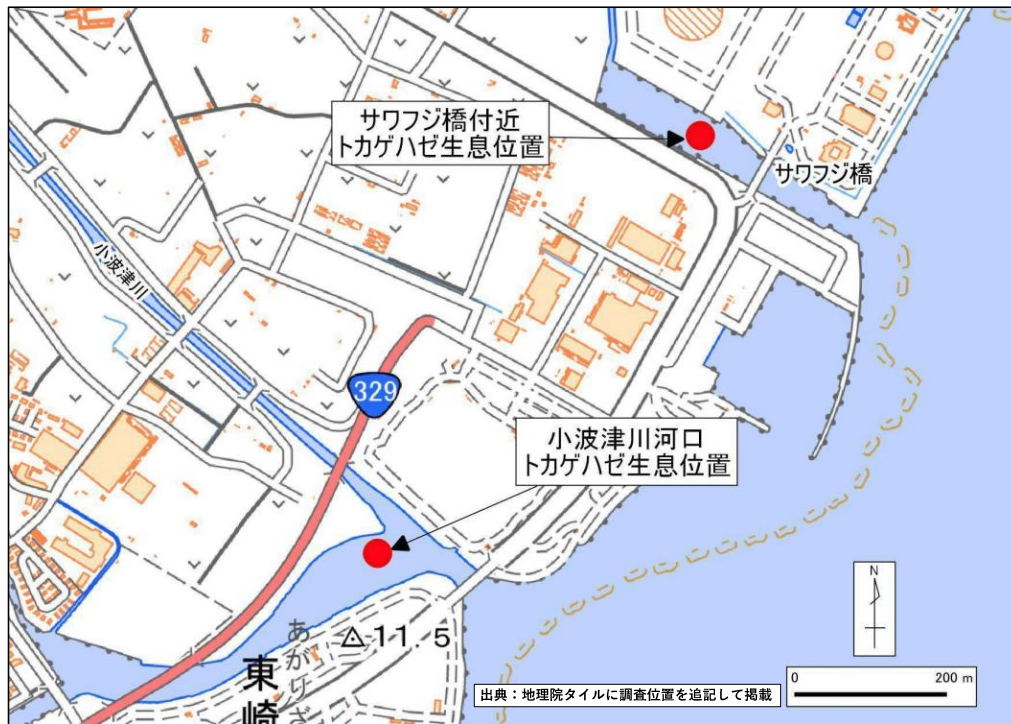 サワフジ橋付近
トカゲハゼ生息位置
サワフジ橋
小波津川
329
小波津川河口
トカゲハゼ生息位置
N
11.5
東崎
あがりざ
0 200 m
出典：地理院タイルに調査位置を追記して掲載